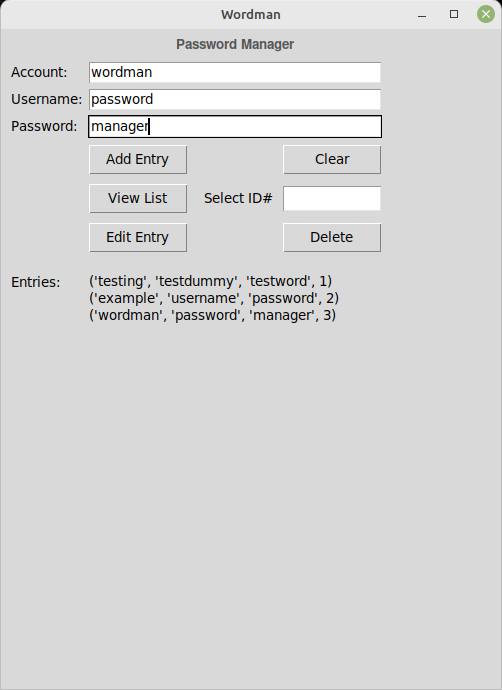 Wordman
Password Manager
Account: wordman
Username: password
Password: manager
Add Entry Clear
View List Select ID#
Edit Entry Delete
Entries: ('testing', 'testdummy', 'testword', 1)
('example', 'username', 'password', 2)
('wordman', 'password', 'manager', 3)